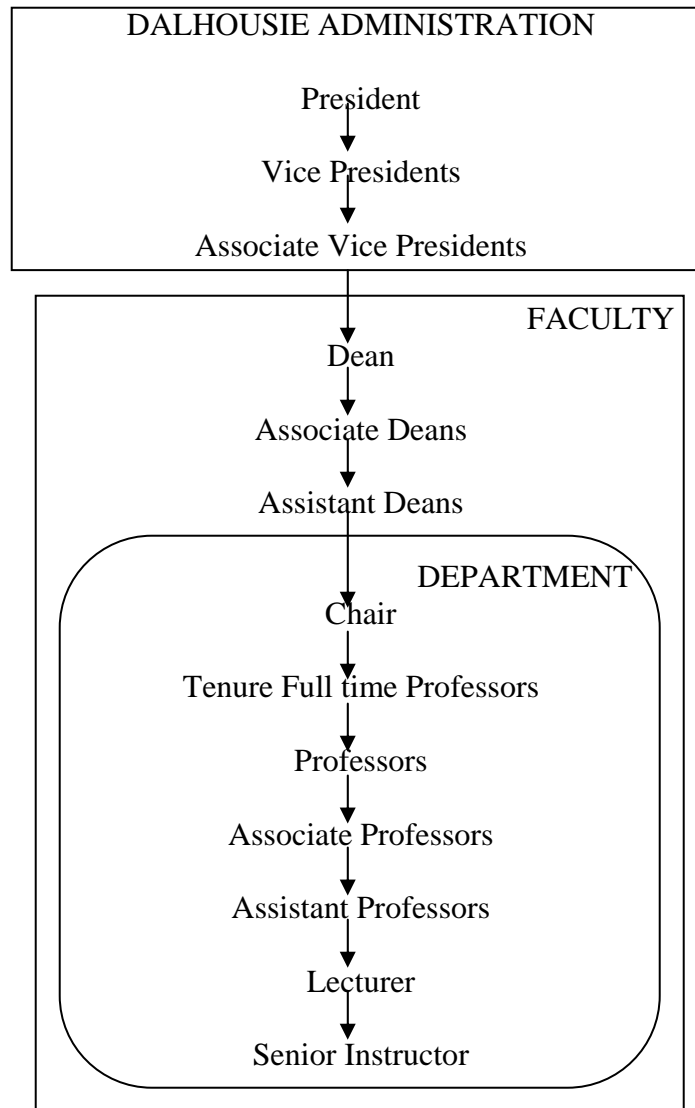 DALHOUSIE ADMINISTRATION
President
Vice Presidents
Associate Vice Presidents
FACULTY
Dean
Associate Deans
Assistant Deans
DEPARTMENT
Chair
Tenure Full time Professors
Professors
Associate Professors
Assistant Professors
Lecturer
Senior Instructor